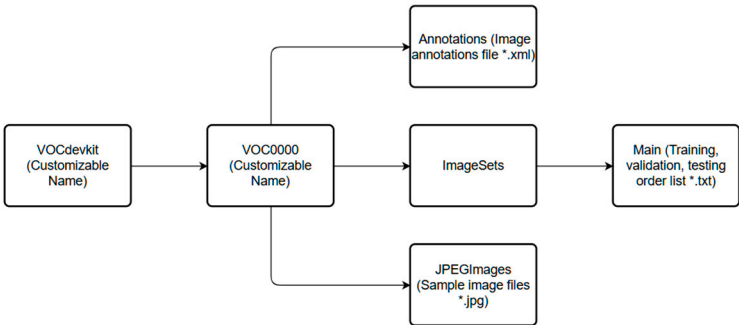 Annotations (Image
annotations file *.xml)
VOCdevkit
(Customizable
Name)
VOC0000
(Customizable
Name)
ImageSets
Main (Training,
validation, testing
order list *.txt)
JPEGImages
(Sample image files
*.jpg)